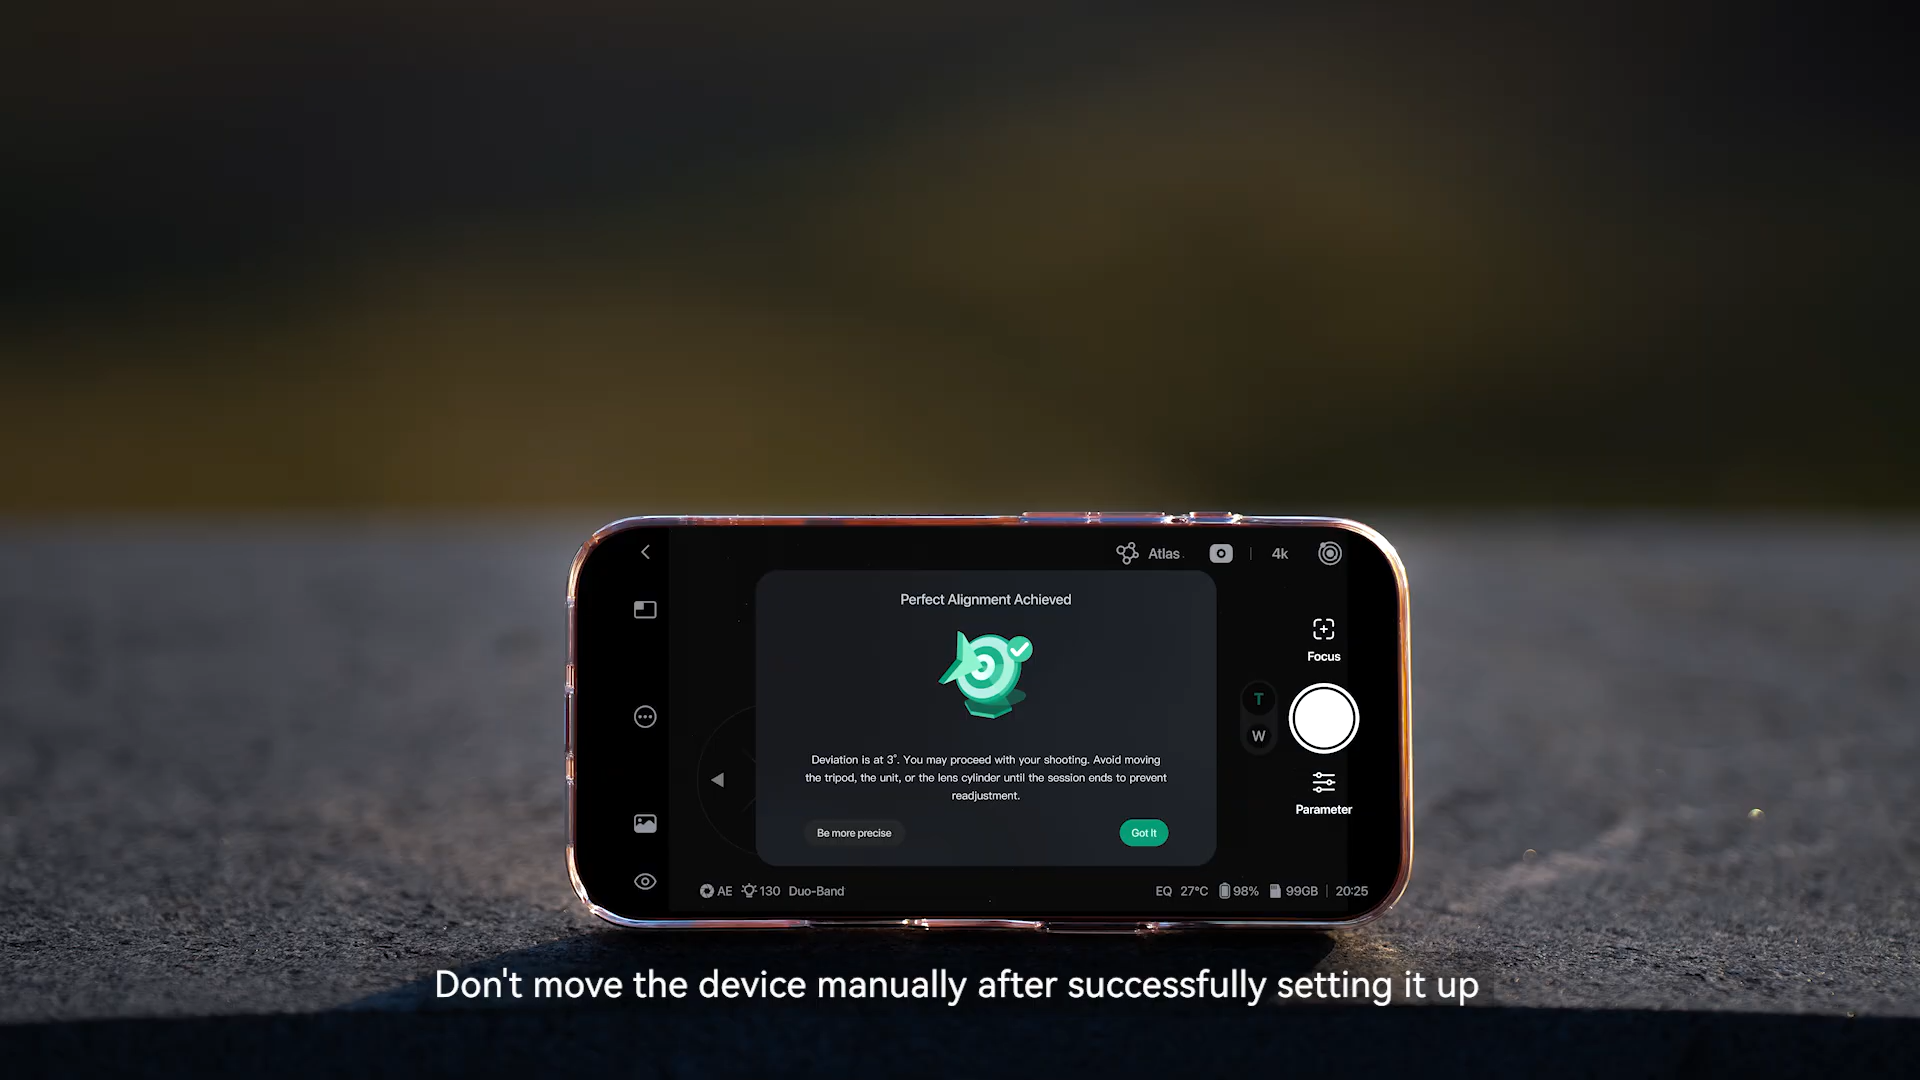 Atlas
4k
Perfect Alignment Achieved
Focus
T
W
Deviation is at 3°. You may proceed with your shooting. Avoid moving
the tripod, the unit, or the lens cylinder until the session ends to prevent
readjustment.
Parameter
Be more precise
Got It
AE 130 Duo-Band
EQ 27°C 98% 99GB | 20:25
Don't move the device manually after successfully setting it up